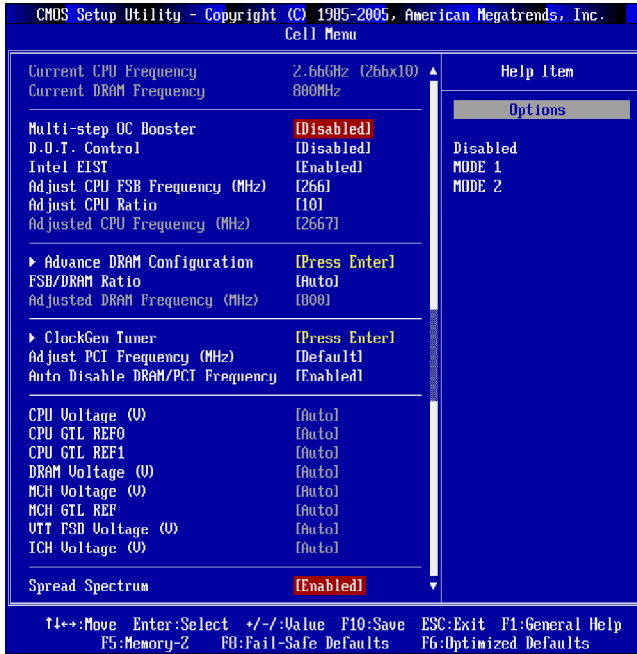 CMOS Setup Utility - Copyright (C) 1985-2005, American Megatrends, Inc.
Cell Menu
Current CPU Frequency 2.66GHz (266x10)
Current DRAM Frequency 800MHz
Multi-step OC Booster [Disabled]
D.O.T. Control [Disabled]
Intel EIST [Enabled]
Adjust CPU FSB Frequency (MHz) [266]
Adjust CPU Ratio [10]
Adjusted CPU Frequency (MHz) [2667]
Advance DRAM Configuration [Press Enter]
FSB/DRAM Ratio [Auto]
Adjusted DRAM Frequency (MHz) [800]
ClockGen Tuner [Press Enter]
Adjust PCI Frequency (MHz) [Default]
Auto Disable DRAM/PCI Frequency [Enabled]
CPU Voltage (V) [Auto]
CPU GTL REF0 [Auto]
CPU GTL REF1 [Auto]
DRAM Voltage (V) [Auto]
MCH Voltage (V) [Auto]
MCH GTL REF [Auto]
VTT FSB Voltage (V) [Auto]
ICH Voltage (V) [Auto]
Spread Spectrum [Enabled]
Help Item
Options
Disabled
MODE 1
MODE 2
↑↓←→:Move Enter:Select +/-/:Value F10:Save ESC:Exit F1:General Help
F5:Memory-Z F8:Fail-Safe Defaults F6:Optimized Defaults